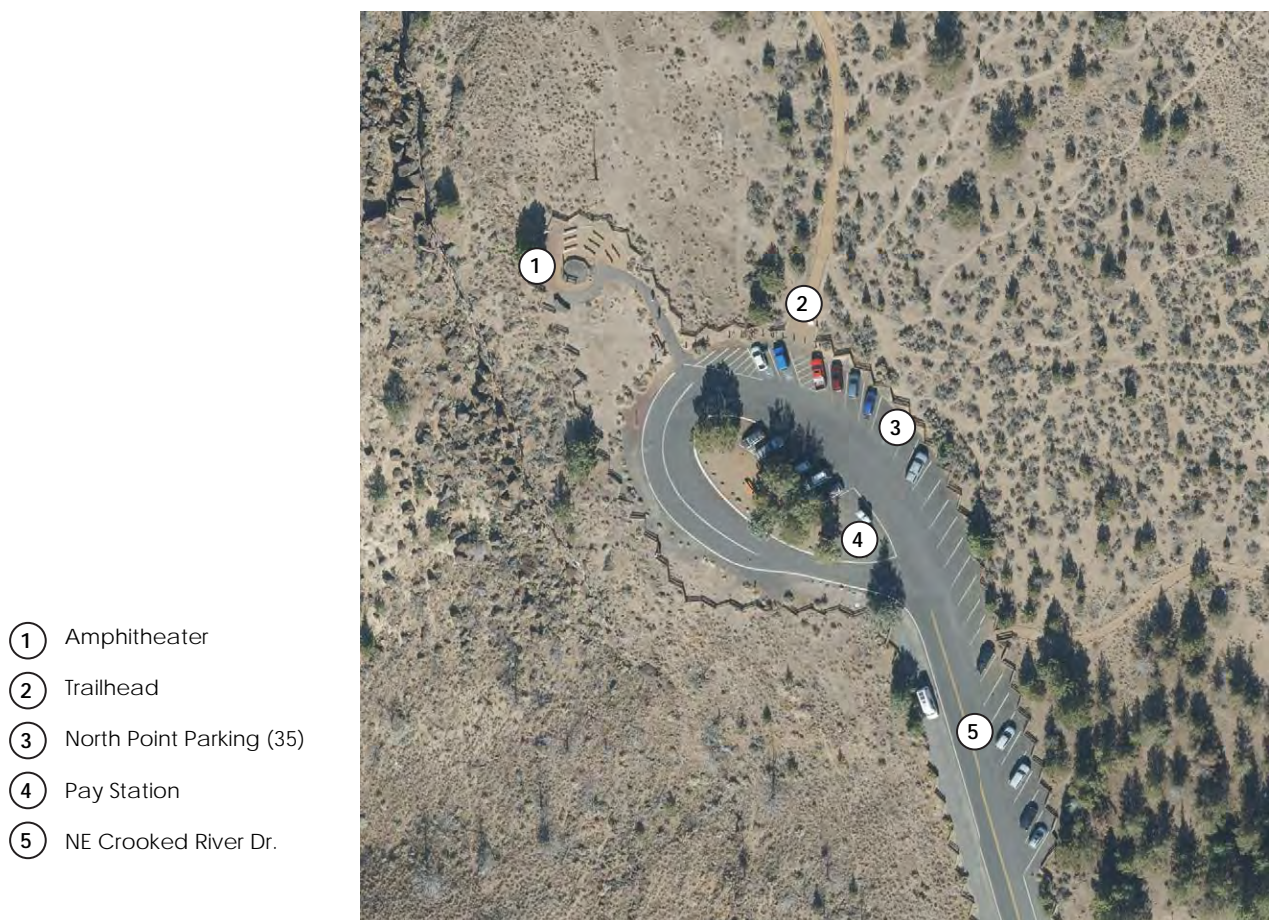 1 Amphitheater
2 Trailhead
3 North Point Parking (35)
4 Pay Station
5 NE Crooked River Dr.
1
2
3
4
5